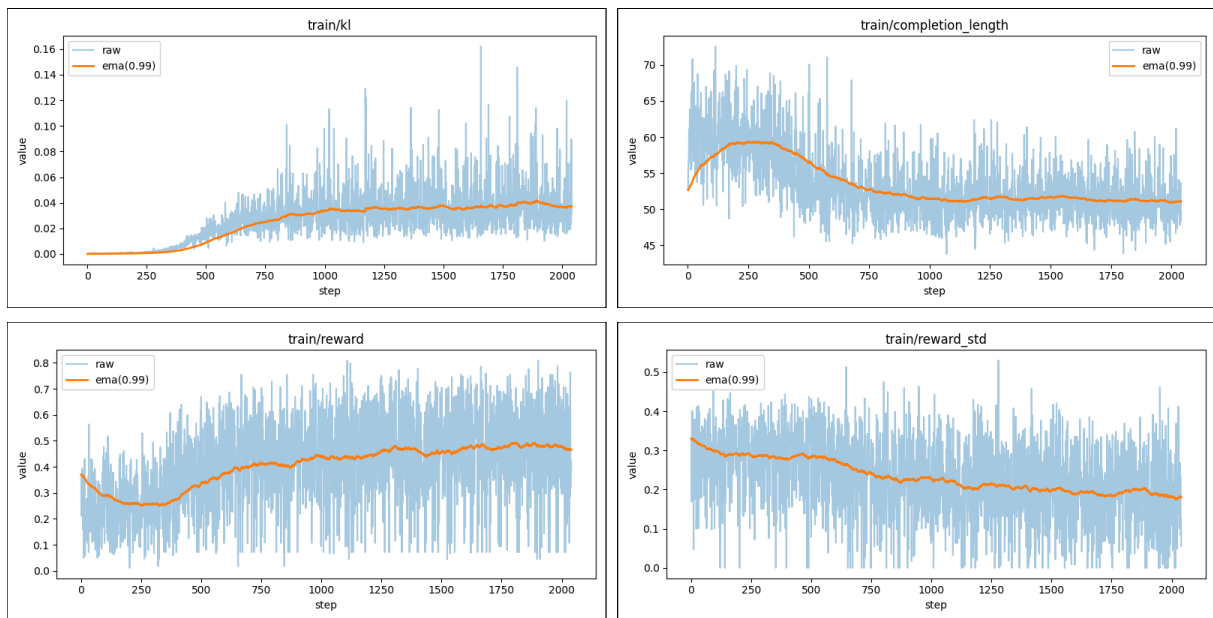 train/kl
raw
ema(0.99)
0.16
0.14
0.12
0.10
0.08
0.06
0.04
0.02
0.00
value
0 250 500 750 1000 1250 1500 1750 2000
step
train/completion_length
raw
ema(0.99)
70
65
60
55
50
45
value
0 250 500 750 1000 1250 1500 1750 2000
step
train/reward
raw
ema(0.99)
0.8
0.7
0.6
0.5
0.4
0.3
0.2
0.1
0.0
value
0 250 500 750 1000 1250 1500 1750 2000
step
train/reward_std
raw
ema(0.99)
0.5
0.4
0.3
0.2
0.1
0.0
value
0 250 500 750 1000 1250 1500 1750 2000
step